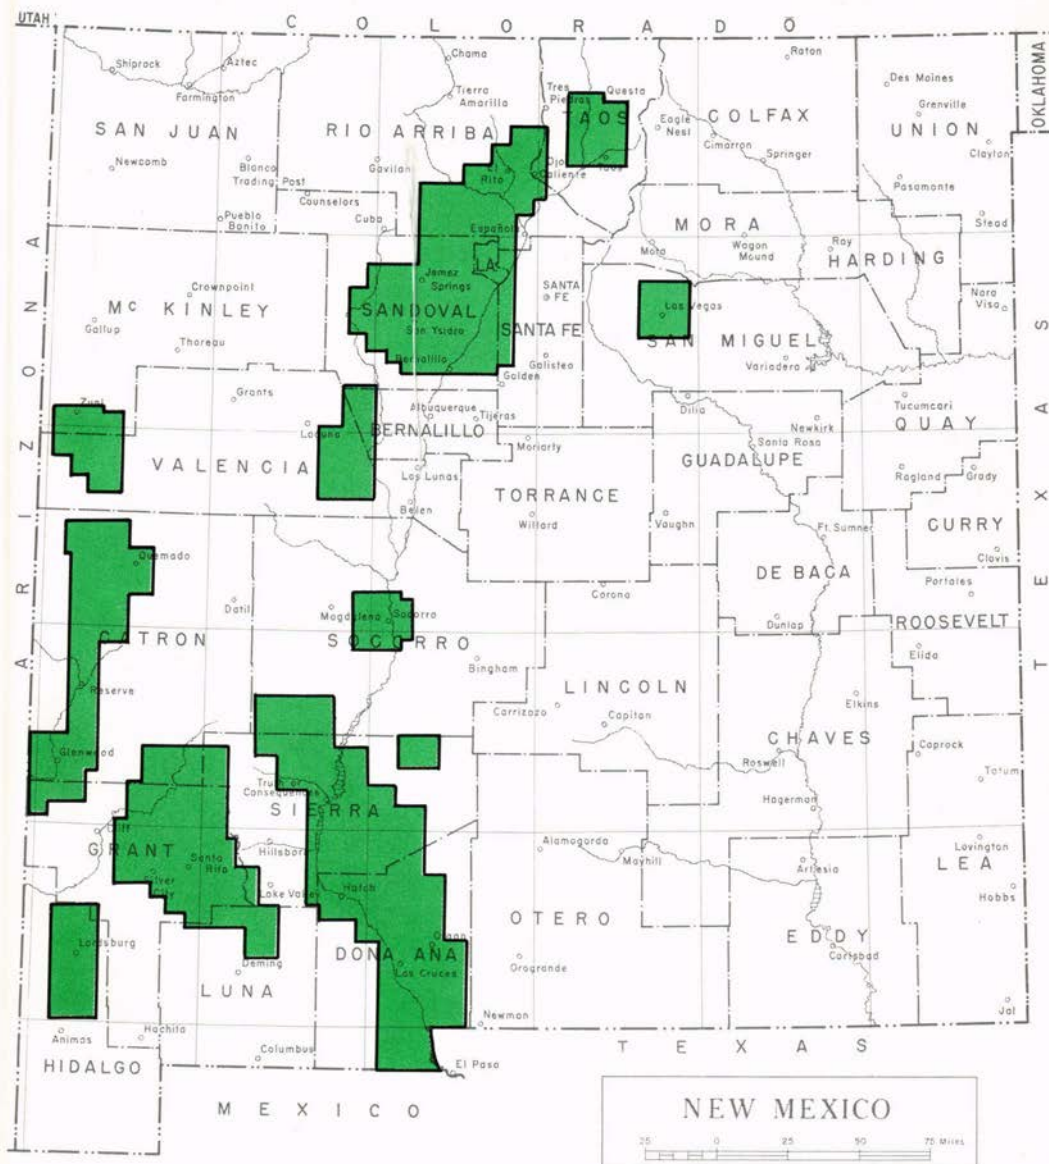 UTAH
C O L O R A D O
OKLAHOMA
Shiprock
Aztec
Farmington
Chama
Tierra
Amarilla
Tres
Piedras
Questa
Raton
Des Moines
Grenville
SAN JUAN
RIO ARRIBA
TAOS
Eagle
Nest
COLFAX
Cimarron
Springer
UNION
Clayton
Newcomb
Blanco
Trading Post
Gavilan
El
Rito
Ojo
Caliente
Taos
Pasamonte
Counselors
Pueblo
Bonito
Cuba
Española
MORA
Mora
Wagon
Mound
Roy
HARDING
Stead
LA
Jemez
Springs
Crownpoint
Mc KINLEY
Gallup
Thoreau
SANDOVAL
San Ysidro
Bernalillo
SANTA
FE
SANTA FE
Galisteo
Golden
Las Vegas
SAN MIGUEL
Variadero
Nara
Visa
Grants
Zuni
Laguna
Albuquerque
Tijeras
BERNALILLO
Moriarty
Dilia
Newkirk
Santa Rosa
Tucumcari
QUAY
VALENCIA
Los Lunas
Belen
TORRANCE
Willard
GUADALUPE
Vaughn
Ragland
Grady
Ft. Sumner
CURRY
Clovis
Quemado
Datil
Magdalena
Socorro
Corona
DE BACA
Dunlap
Portales
ROOSEVELT
CATRON
SOCORRO
Bingham
Elida
Reserve
LINCOLN
Carrizozo
Capitan
Elkins
CHAVES
Roswell
Caprock
Tatum
Glenwood
Truth or
Consequences
SIERRA
Hagerman
Cliff
GRANT
Santa
Rita
Silver
City
Hillsboro
Lake Valley
Hatch
Alamogordo
Mayhill
Artesia
Lovington
LEA
Hobbs
Lordsburg
Deming
LUNA
Organ
DONA ANA
Las Cruces
OTERO
Orogrande
EDDY
Carlsbad
Jal
Animas
Hachita
Columbus
HIDALGO
Newman
El Paso
A R I Z O N A
T E X A S
T E X A S
M E X I C O
NEW MEXICO
25 0 25 50 75 Miles